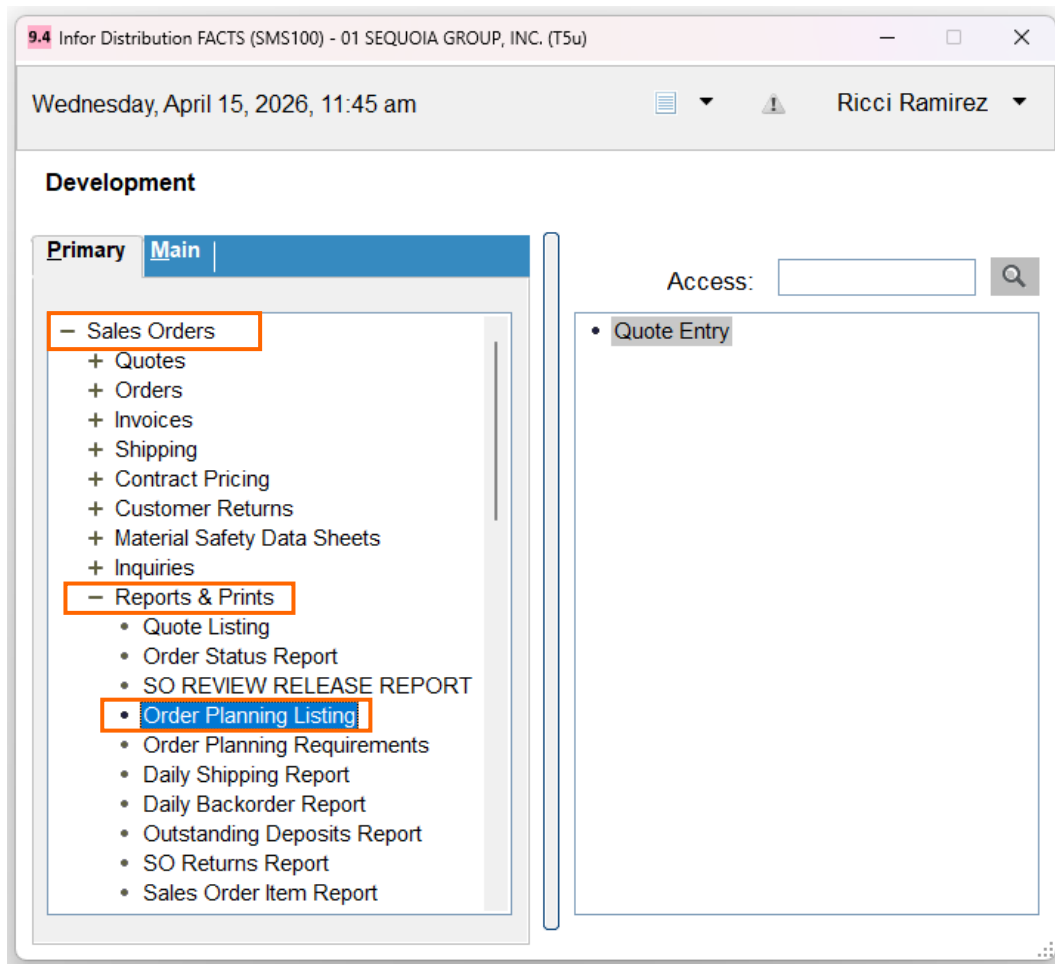 9.4 Infor Distribution FACTS (SMS100) - 01 SEQUOIA GROUP, INC. (T5u)
Wednesday, April 15, 2026, 11:45 am
Ricci Ramirez
Development
Primary
Main
Access:
Sales Orders
Quotes
Orders
Invoices
Shipping
Contract Pricing
Customer Returns
Material Safety Data Sheets
Inquiries
Reports & Prints
Quote Listing
Order Status Report
SO REVIEW RELEASE REPORT
Order Planning Listing
Order Planning Requirements
Daily Shipping Report
Daily Backorder Report
Outstanding Deposits Report
SO Returns Report
Sales Order Item Report
Quote Entry